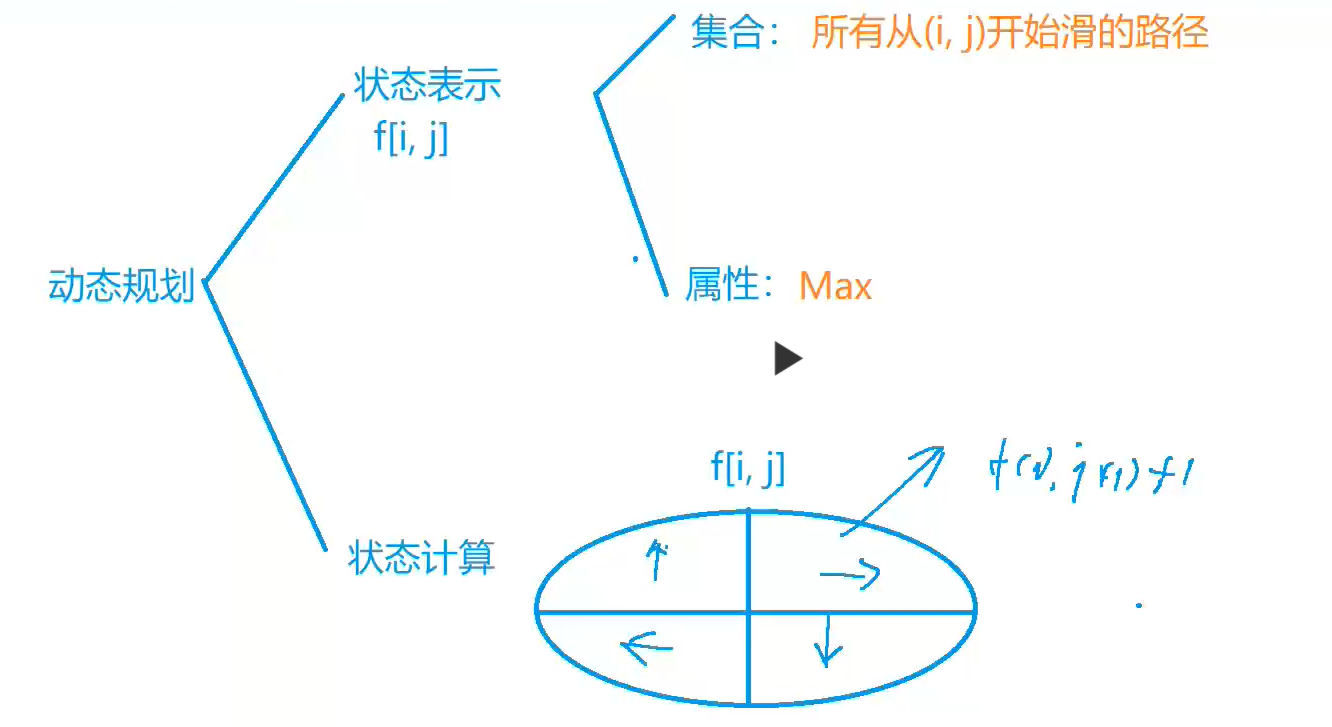 集合: 所有从(i, j)开始滑的路径
状态表示
f[i, j]
动态规划
属性: Max
f[i, j]
f(i, j+1)+1
状态计算